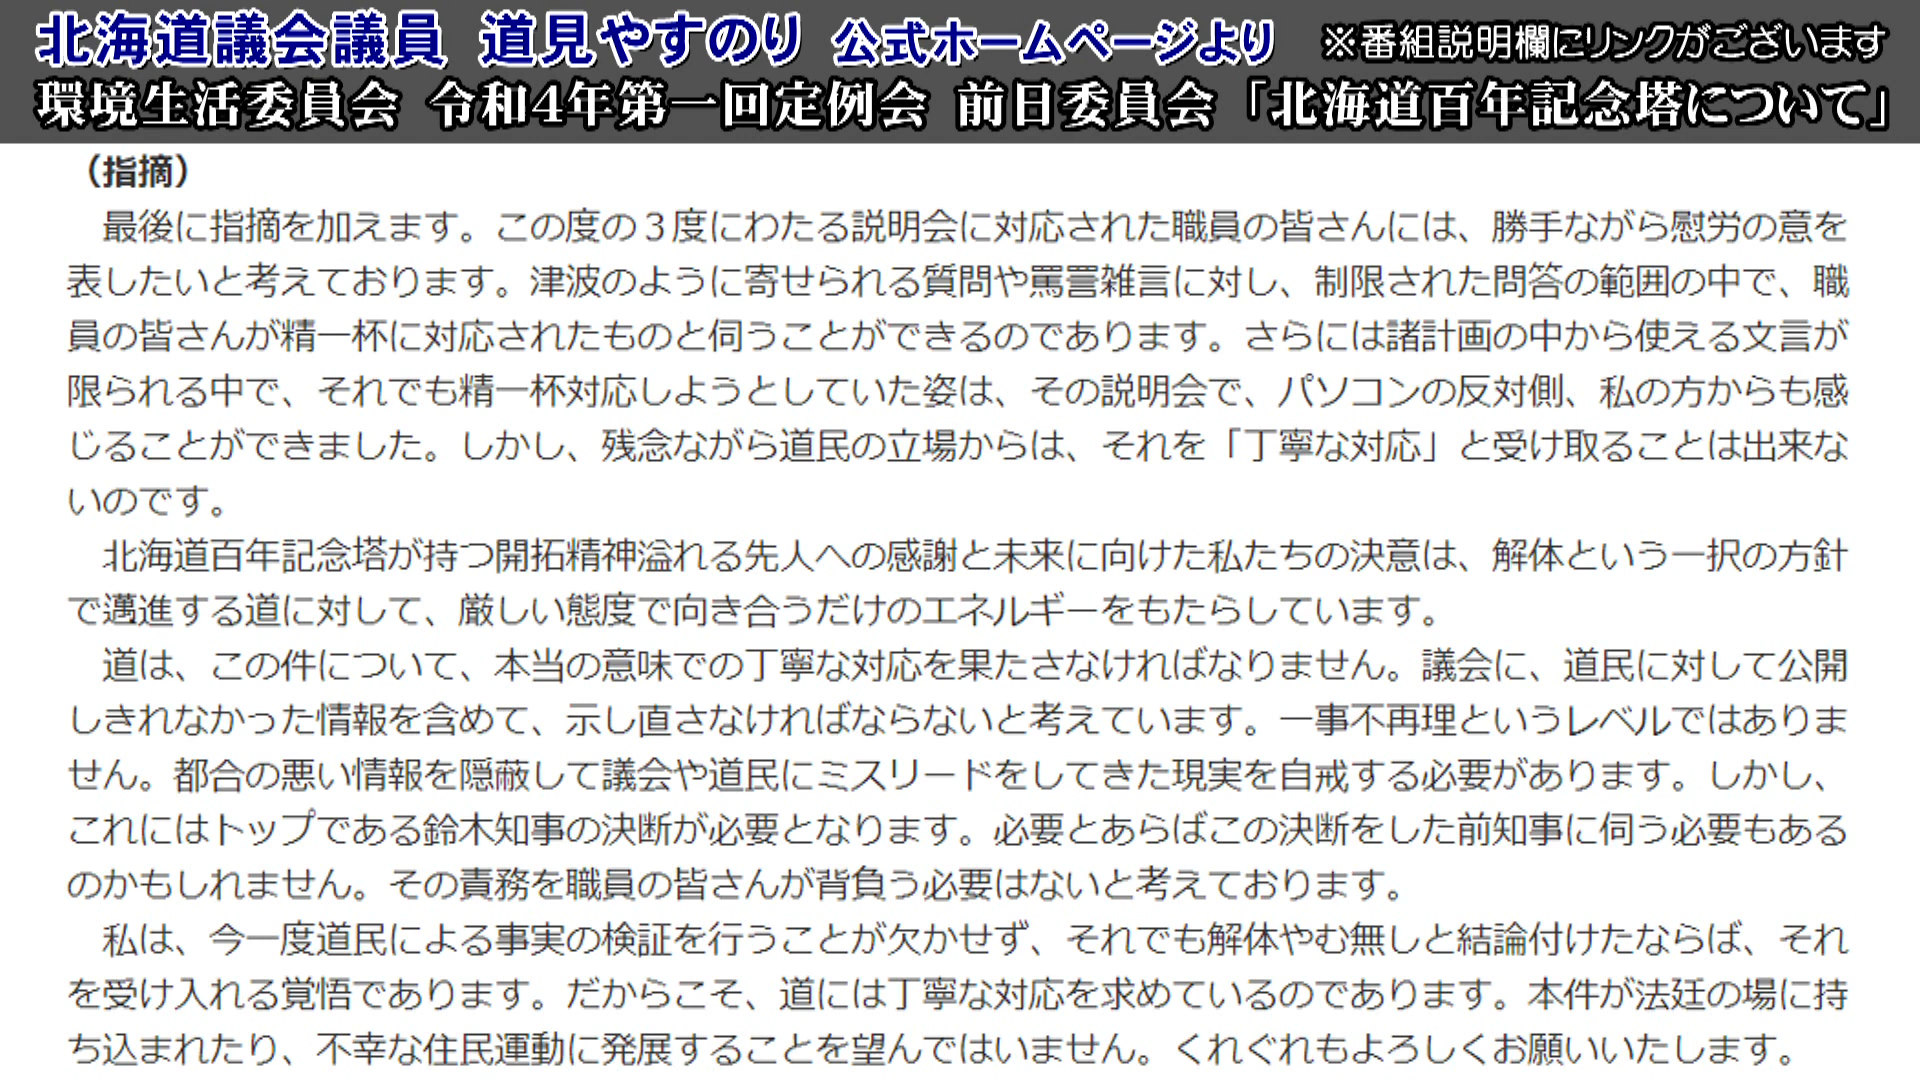 北海道議会議員 道見やすのり 公式ホームページより ※番組説明欄にリンクがございます
環境生活委員会 令和4年第一回定例会 前日委員会「北海道百年記念塔について」
（指摘）
最後に指摘を加えます。この度の３度にわたる説明会に対応された職員の皆さんには、勝手ながら慰労の意を
表したいと考えております。津波のように寄せられる質問や罵詈雑言に対し、制限された問答の範囲の中で、職
員の皆さんが精一杯に対応されたものと伺うことができるのであります。さらには諸計画の中から使える文言が
限られる中で、それでも精一杯対応しようとしていた姿は、その説明会で、パソコンの反対側、私の方からも感
じることができました。しかし、残念ながら道民の立場からは、それを「丁寧な対応」と受け取ることは出来な
いのです。
北海道百年記念塔が持つ開拓精神溢れる先人への感謝と未来に向けた私たちの決意は、解体という一択の方針
で邁進する道に対して、厳しい態度で向き合うだけのエネルギーをもたらしています。
道は、この件について、本当の意味での丁寧な対応を果たさなければなりません。議会に、道民に対して公開
しきれなかった情報を含めて、示し直さなければならないと考えています。一事不再理というレベルではありま
せん。都合の悪い情報を隠蔽して議会や道民にミスリードをしてきた現実を自戒する必要があります。しかし、
これにはトップである鈴木知事の決断が必要となります。必要とあらばこの決断をした前知事に伺う必要もある
のかもしれません。その責務を職員の皆さんが背負う必要はないと考えております。
私は、今一度道民による事実の検証を行うことが欠かせず、それでも解体やむ無しと結論付けたならば、それ
を受け入れる覚悟であります。だからこそ、道には丁寧な対応を求めているのであります。本件が法廷の場に持
ち込まれたり、不幸な住民運動に発展することを望んではいません。くれぐれもよろしくお願いいたします。